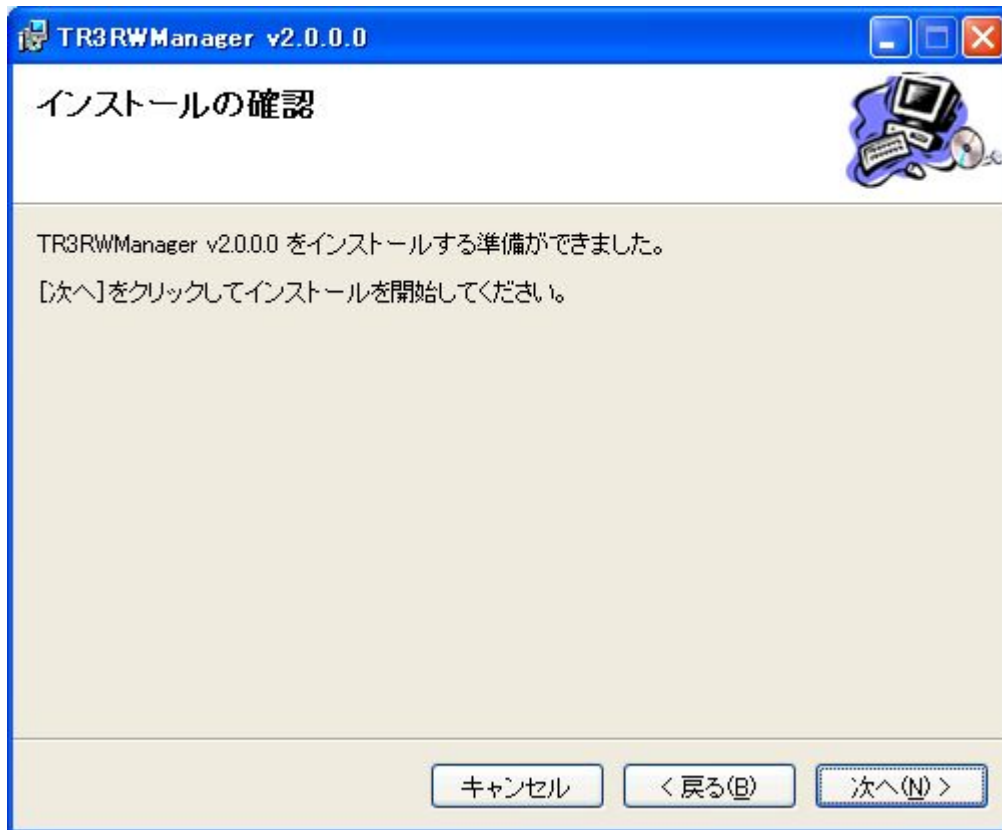 TR3RWManager v2.0.0.0
インストールの確認
TR3RWManager v2.0.0.0 をインストールする準備ができました。
[次へ]をクリックしてインストールを開始してください。
キャンセル
< 戻る(B)
次へ(N) >